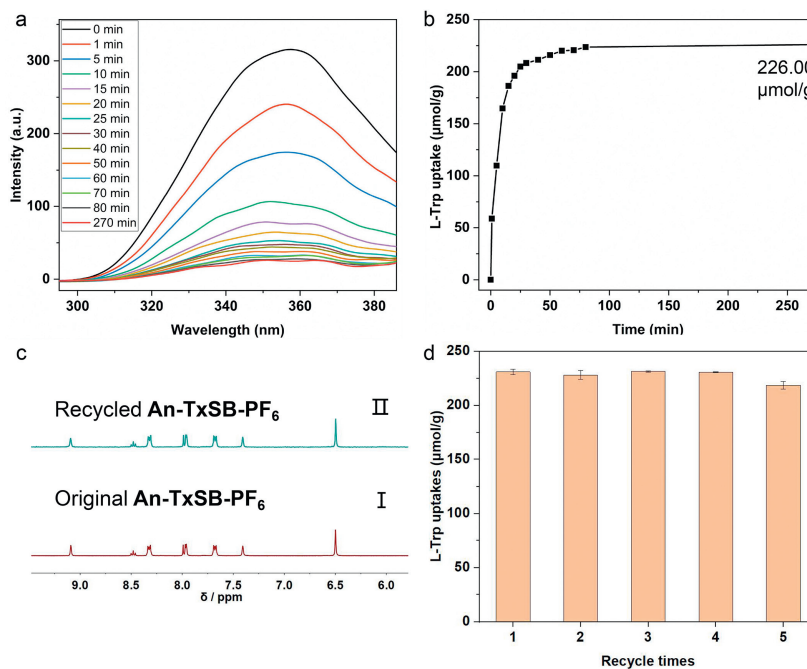 a
300
200
100
0
Intensity (a.u.)
0 min
1 min
5 min
10 min
15 min
20 min
25 min
30 min
40 min
50 min
60 min
70 min
80 min
270 min
300
320
340
360
380
Wavelength (nm)
b
250
200
150
100
50
0
L-Trp uptake (μmol/g)
226.00
μmol/g
0
50
100
150
200
250
Time (min)
c
Recycled An-TxSB-PF6
II
Original An-TxSB-PF6
I
9.0
8.5
8.0
7.5
7.0
6.5
6.0
δ / ppm
d
250
200
150
100
50
0
L-Trp uptakes (μmol/g)
1
2
3
4
5
Recycle times